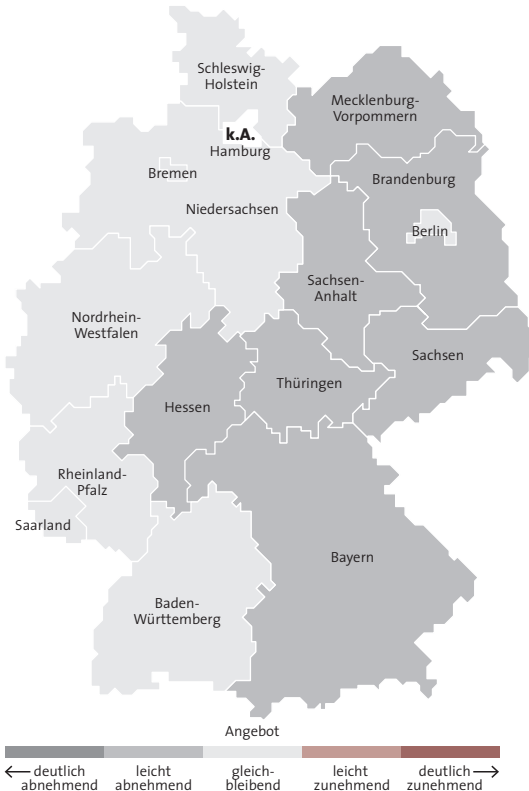 Schleswig-
Holstein
Mecklenburg-
Vorpommern
k.A.
Hamburg
Bremen
Brandenburg
Niedersachsen
Berlin
Sachsen-
Anhalt
Nordrhein-
Westfalen
Sachsen
Thüringen
Hessen
Rheinland-
Pfalz
Saarland
Bayern
Baden-
Württemberg
Angebot
← deutlich
abnehmend
leicht
abnehmend
gleich-
bleibend
leicht
zunehmend
deutlich →
zunehmend